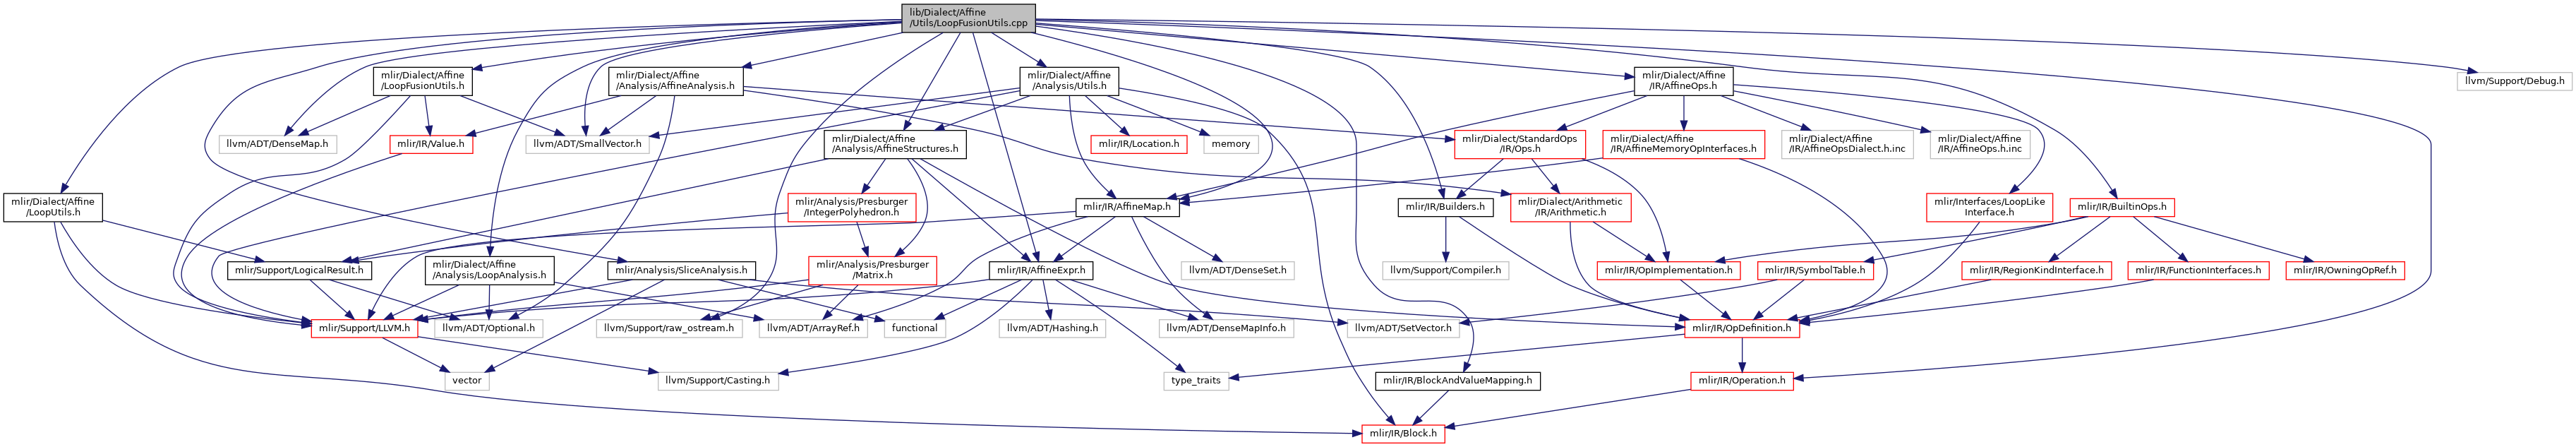 lib/Dialect/Affine
/Utils/LoopFusionUtils.cpp
mlir/Dialect/Affine
/LoopFusionUtils.h
mlir/Dialect/Affine
/Analysis/AffineAnalysis.h
mlir/Dialect/Affine
/Analysis/Utils.h
mlir/Dialect/Affine
/IR/AffineOps.h
llvm/Support/Debug.h
llvm/ADT/DenseMap.h
mlir/IR/Value.h
llvm/ADT/SmallVector.h
mlir/Dialect/Affine
/Analysis/AffineStructures.h
mlir/IR/Location.h
memory
mlir/Dialect/StandardOps
/IR/Ops.h
mlir/Dialect/Affine
/IR/AffineMemoryOpInterfaces.h
mlir/Dialect/Affine
/IR/AffineOpsDialect.h.inc
mlir/Dialect/Affine
/IR/AffineOps.h.inc
mlir/Dialect/Affine
/LoopUtils.h
mlir/Analysis/Presburger
/IntegerPolyhedron.h
mlir/IR/AffineMap.h
mlir/IR/Builders.h
mlir/Dialect/Arithmetic
/IR/Arithmetic.h
mlir/Interfaces/LoopLike
Interface.h
mlir/IR/BuiltinOps.h
mlir/Support/LogicalResult.h
mlir/Dialect/Affine
/Analysis/LoopAnalysis.h
mlir/Analysis/SliceAnalysis.h
mlir/Analysis/Presburger
/Matrix.h
mlir/IR/AffineExpr.h
llvm/ADT/DenseSet.h
llvm/Support/Compiler.h
mlir/IR/OpImplementation.h
mlir/IR/SymbolTable.h
mlir/IR/RegionKindInterface.h
mlir/IR/FunctionInterfaces.h
mlir/IR/OwningOpRef.h
mlir/Support/LLVM.h
llvm/ADT/Optional.h
llvm/Support/raw_ostream.h
llvm/ADT/ArrayRef.h
functional
llvm/ADT/Hashing.h
llvm/ADT/DenseMapInfo.h
llvm/ADT/SetVector.h
mlir/IR/OpDefinition.h
vector
llvm/Support/Casting.h
type_traits
mlir/IR/BlockAndValueMapping.h
mlir/IR/Operation.h
mlir/IR/Block.h